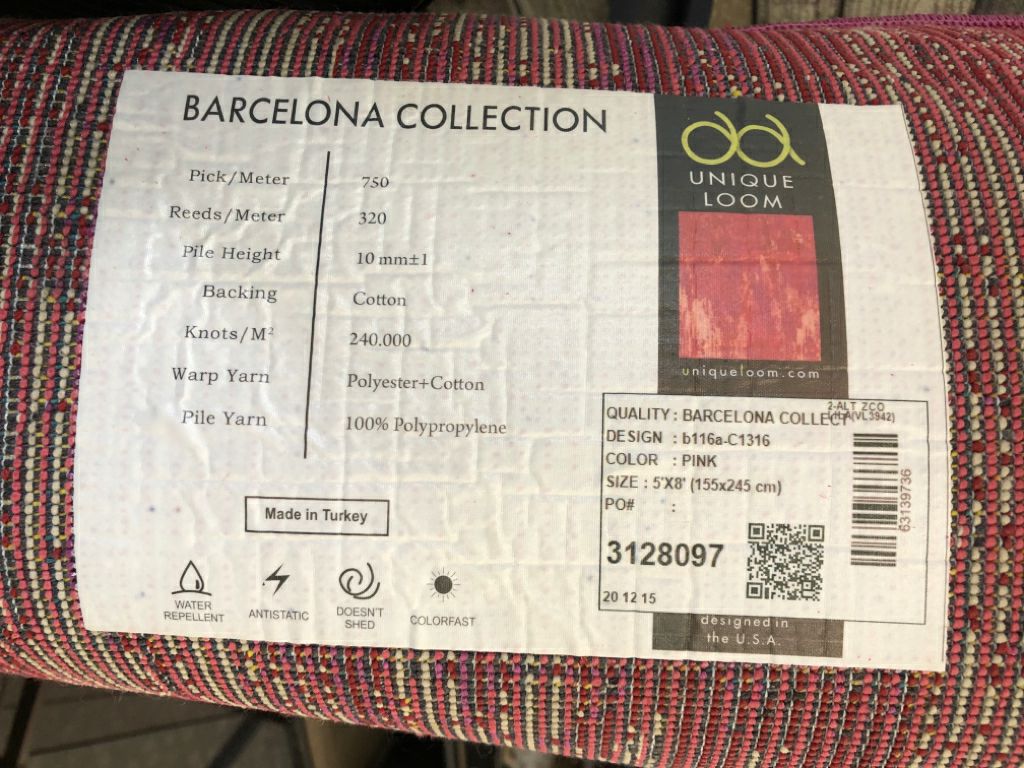 BARCELONA COLLECTION
Pick/Meter 750
Reeds/Meter 320
Pile Height 10 mm±1
Backing Cotton
Knots/M² 240.000
Warp Yarn Polyester+Cotton
Pile Yarn 100% Polypropylene
Made in Turkey
WATER REPELLENT
ANTISTATIC
DOESN'T SHED
COLORFAST
UNIQUE
LOOM
uniqueloom.com
2-ALT ZCO
QUALITY : BARCELONA COLLECT
DESIGN : b116a-C1316
COLOR : PINK
SIZE : 5'X8' (155x245 cm)
PO# :
3128097
20 12 15
63139736
designed in
the U.S.A.